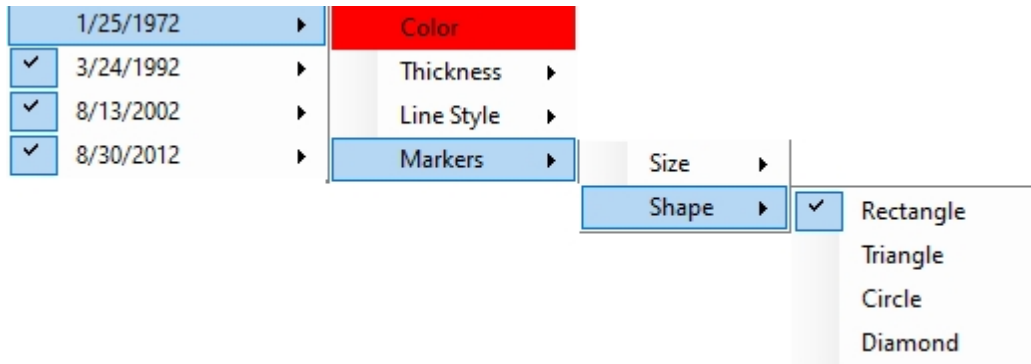 1/25/1972
3/24/1992
8/13/2002
8/30/2012
Color
Thickness
Line Style
Markers
Size
Shape
Rectangle
Triangle
Circle
Diamond